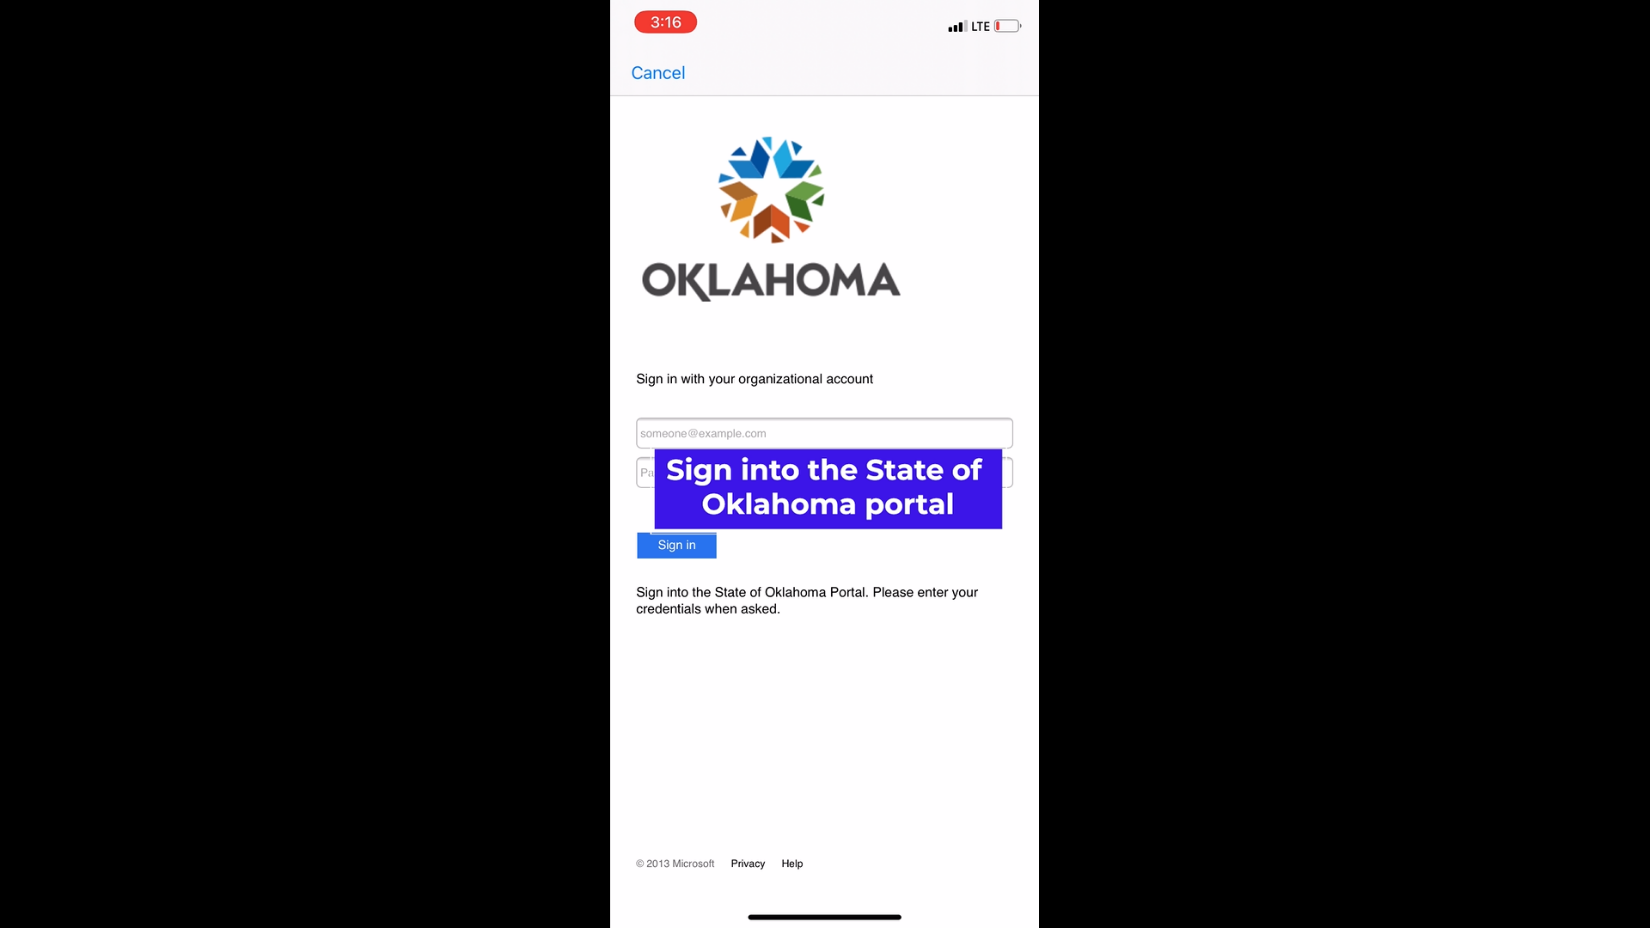 3:16
LTE
Cancel
OKLAHOMA
Sign in with your organizational account
someone@example.com
Pa
Sign into the State of
Oklahoma portal
Sign in
Sign into the State of Oklahoma Portal. Please enter your
credentials when asked.
© 2013 Microsoft Privacy Help